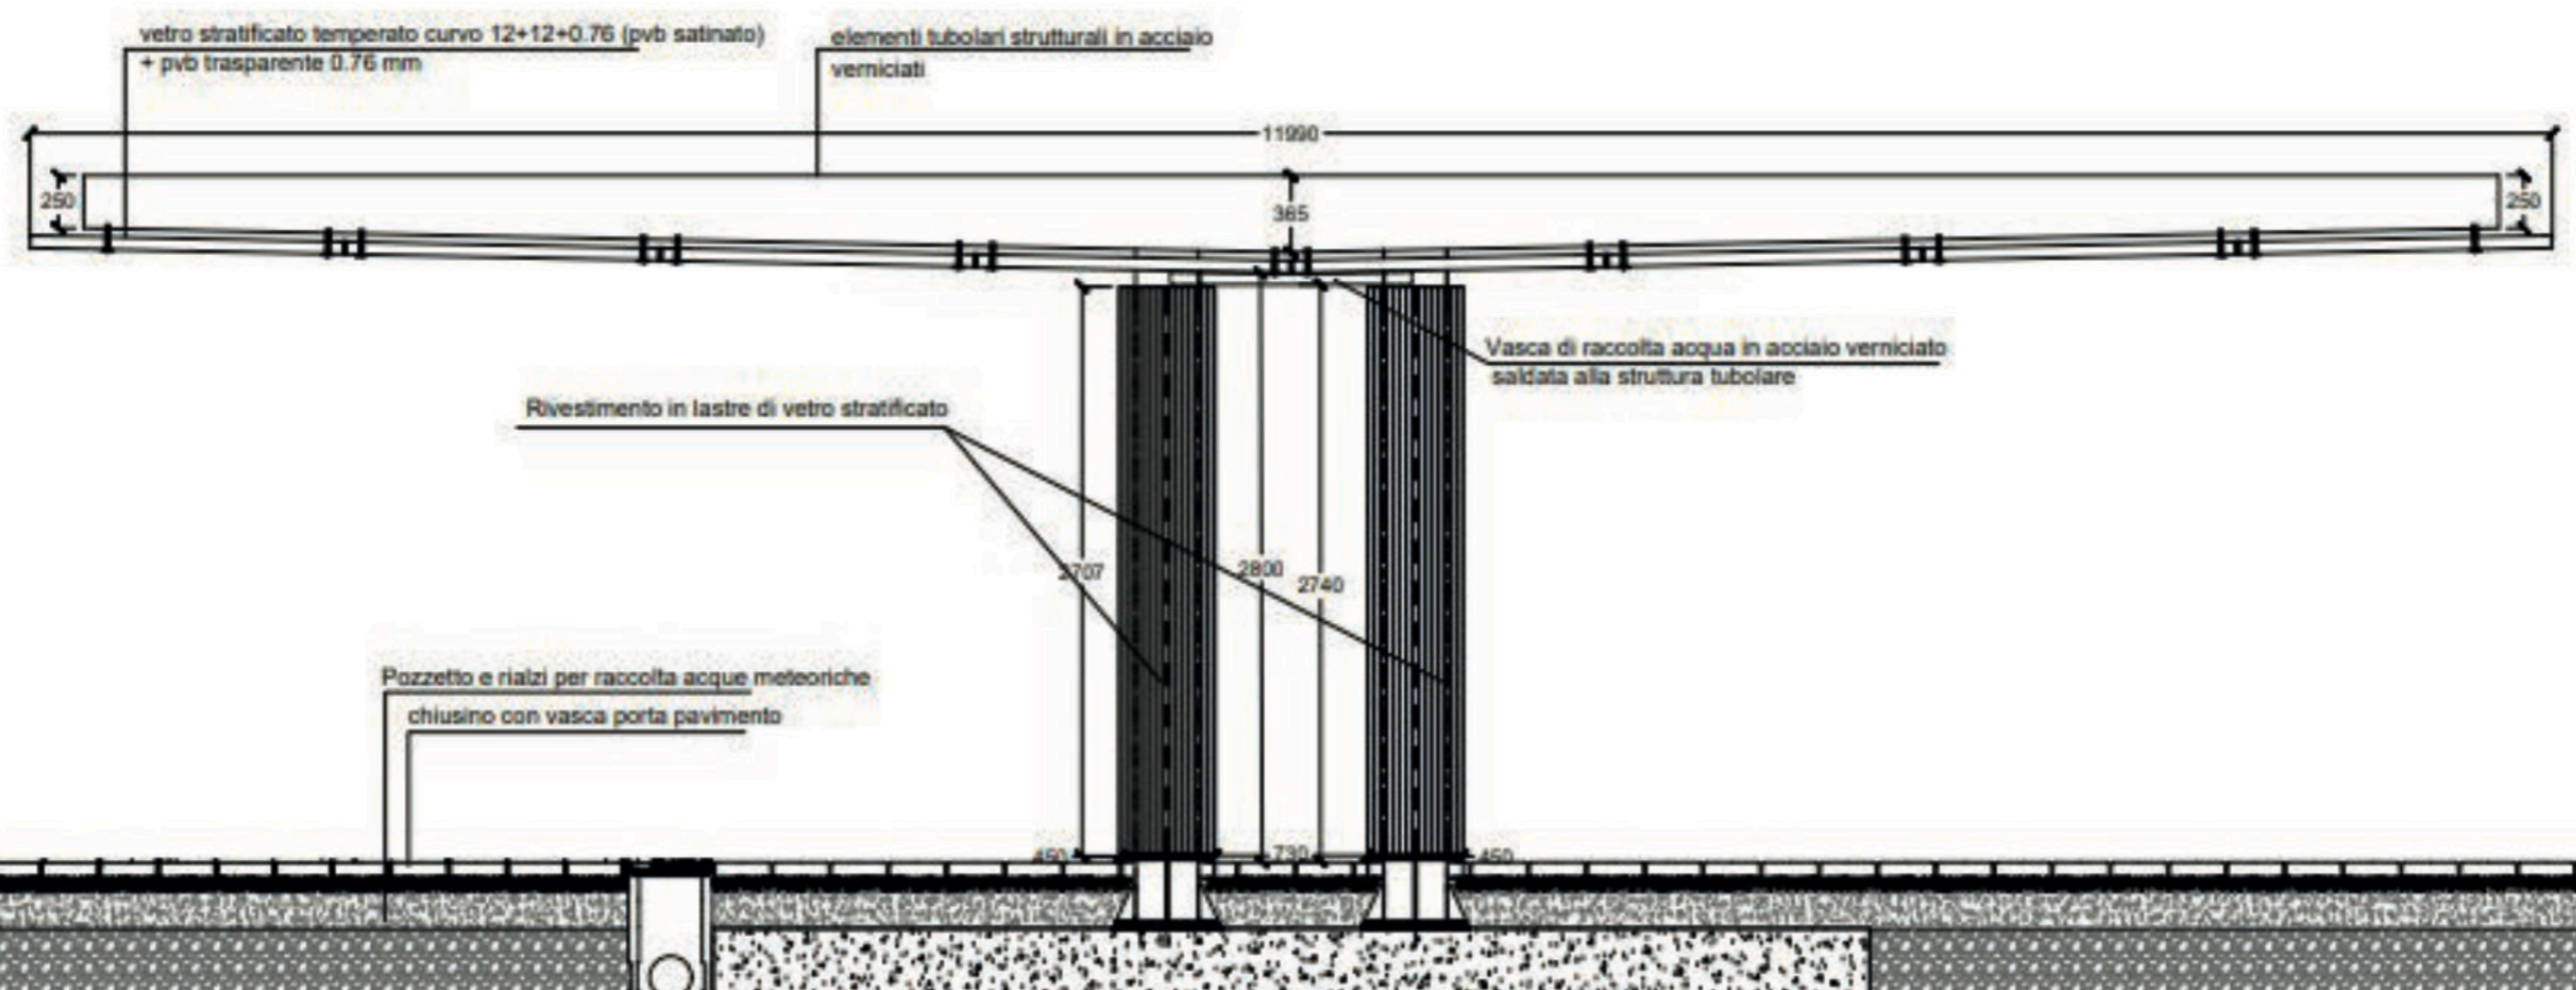 vetro stratificato temperato curvo 12+12+0.76 (pvb satinato)
+ pvb trasparente 0.76 mm
elementi tubolari strutturali in acciaio
verniciati
11990
250
365
250
Vasca di raccolta acqua in acciaio verniciato
saldata alla struttura tubolare
Rivestimento in lastre di vetro stratificato
2707
2800
2740
Pozzetto e rialzi per raccolta acque meteoriche
chiusino con vasca porta pavimento
450
730
450